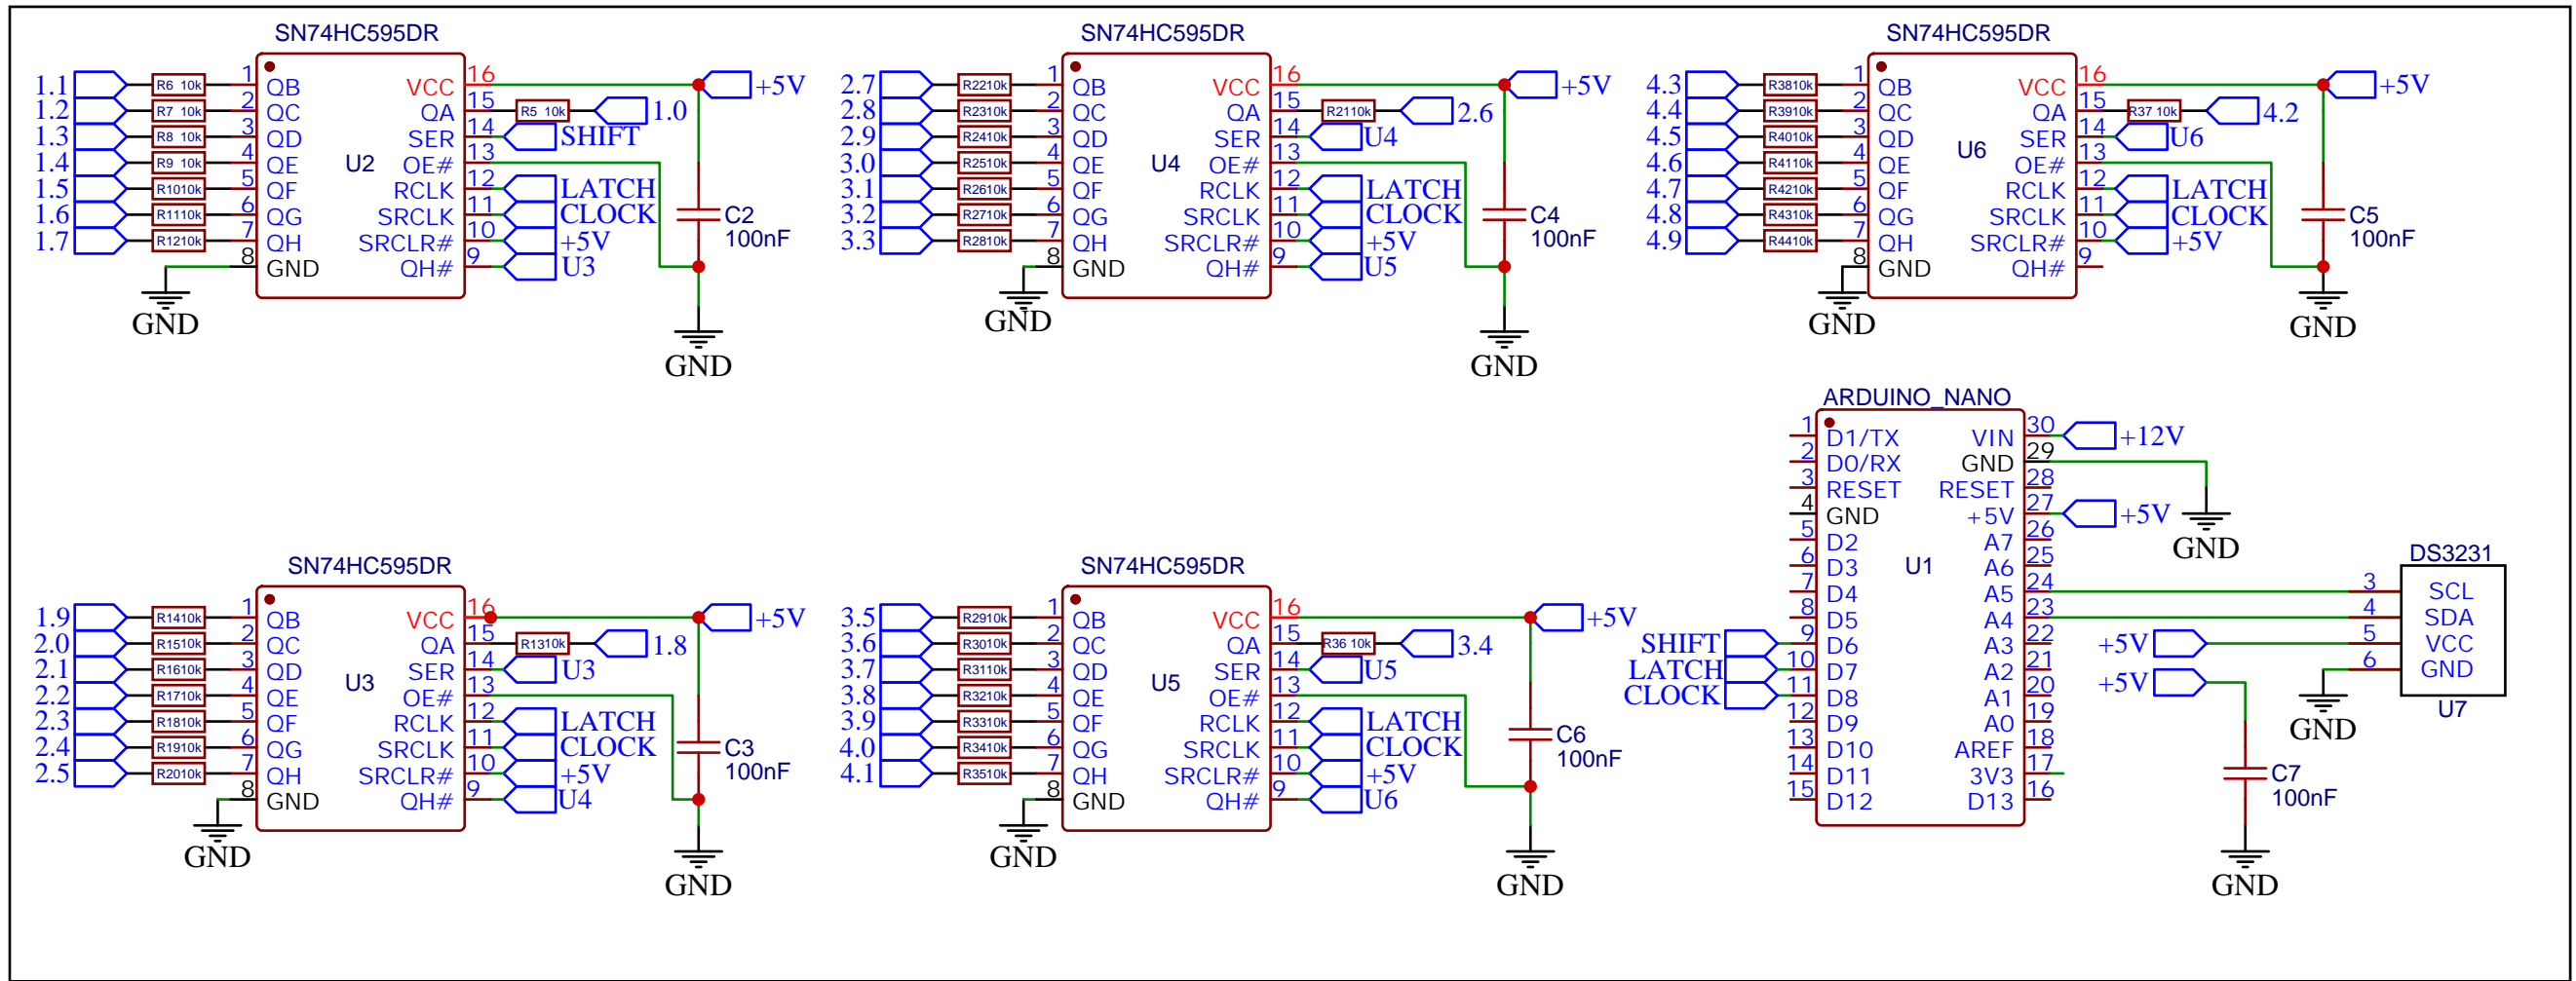 SN74HC595DR
1.1 R6 10k 1 QB VCC 16 +5V
1.2 R7 10k 2 QC QA 15 R5 10k 1.0
1.3 R8 10k 3 QD SER 14 SHIFT
1.4 R9 10k 4 QE U2 OE# 13
1.5 R1010k 5 QF RCLK 12 LATCH
1.6 R1110k 6 QG SRCLK 11 CLOCK C2
1.7 R1210k 7 QH SRCLR# 10 +5V 100nF
8 GND QH# 9 U3
GND
GND
SN74HC595DR
2.7 R2210k 1 QB VCC 16 +5V
2.8 R2310k 2 QC QA 15 R2110k 2.6
2.9 R2410k 3 QD SER 14 U4
3.0 R2510k 4 QE U4 OE# 13
3.1 R2610k 5 QF RCLK 12 LATCH
3.2 R2710k 6 QG SRCLK 11 CLOCK C4
3.3 R2810k 7 QH SRCLR# 10 +5V 100nF
8 GND QH# 9 U5
GND
GND
SN74HC595DR
4.3 R3810k 1 QB VCC 16 +5V
4.4 R3910k 2 QC QA 15 R37 10k 4.2
4.5 R4010k 3 QD SER 14 U6
4.6 R4110k 4 QE U6 OE# 13
4.7 R4210k 5 QF RCLK 12 LATCH
4.8 R4310k 6 QG SRCLK 11 CLOCK C5
4.9 R4410k 7 QH SRCLR# 10 +5V 100nF
8 GND QH# 9
GND
GND
SN74HC595DR
1.9 R1410k 1 QB VCC 16 +5V
2.0 R1510k 2 QC QA 15 R1310k 1.8
2.1 R1610k 3 QD SER 14 U3
2.2 R1710k 4 QE U3 OE# 13
2.3 R1810k 5 QF RCLK 12 LATCH
2.4 R1910k 6 QG SRCLK 11 CLOCK C3
2.5 R2010k 7 QH SRCLR# 10 +5V 100nF
8 GND QH# 9 U4
GND
GND
SN74HC595DR
3.5 R2910k 1 QB VCC 16 +5V
3.6 R3010k 2 QC QA 15 R36 10k 3.4
3.7 R3110k 3 QD SER 14 U5
3.8 R3210k 4 QE U5 OE# 13
3.9 R3310k 5 QF RCLK 12 LATCH
4.0 R3410k 6 QG SRCLK 11 CLOCK C6
4.1 R3510k 7 QH SRCLR# 10 +5V 100nF
8 GND QH# 9 U6
GND
GND
ARDUINO_NANO
1 D1/TX VIN 30 +12V
2 D0/RX GND 29
3 RESET RESET 28
4 GND +5V 27 +5V
5 D2 A7 26
GND
6 D3 U1 A6 25
7 D4 A5 24
8 D5 A4 23
SHIFT 9 D6 A3 22
LATCH 10 D7 A2 21
CLOCK 11 D8 A1 20
12 D9 A0 19
13 D10 AREF 18
14 D11 3V3 17
15 D12 D13 16
DS3231
3 SCL
4 SDA
+5V 5 VCC
6 GND
U7
GND
+5V
C7
100nF
GND